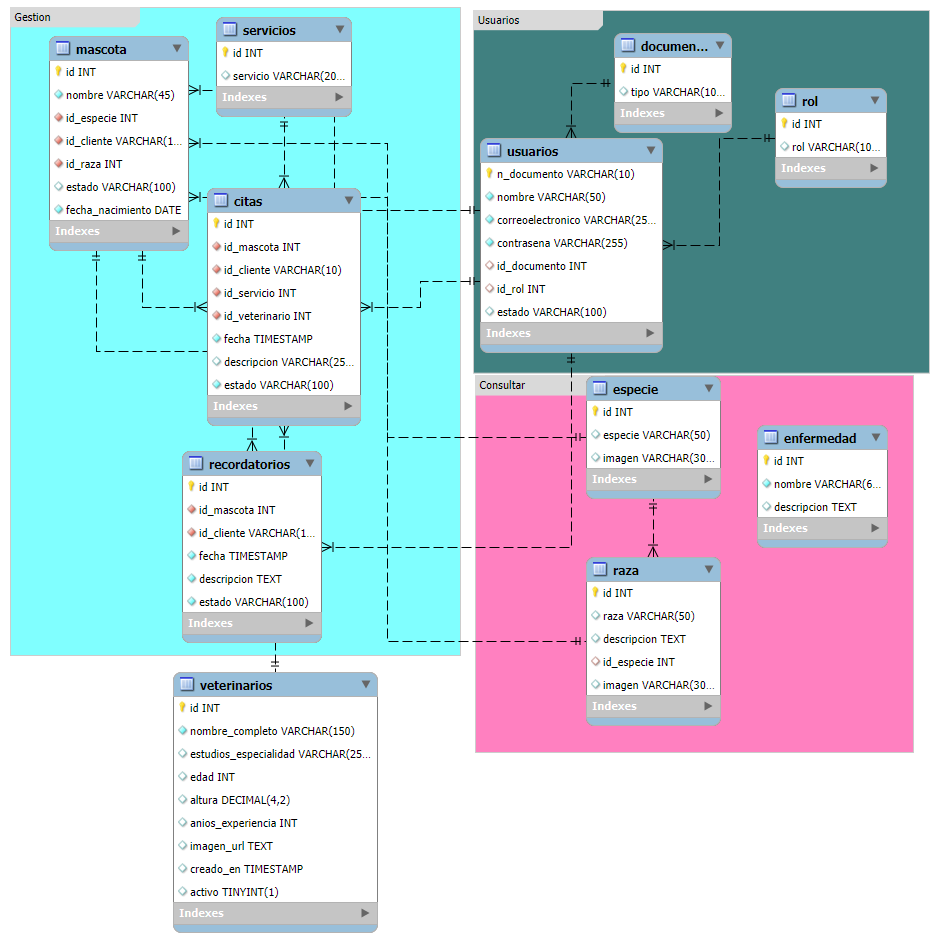 Gestion
mascota
id INT
nombre VARCHAR(45)
id_especie INT
id_cliente VARCHAR(1...
id_raza INT
estado VARCHAR(100)
fecha_nacimiento DATE
Indexes
servicios
id INT
servicio VARCHAR(20...
Indexes
citas
id INT
id_mascota INT
id_cliente VARCHAR(10)
id_servicio INT
id_veterinario INT
fecha TIMESTAMP
descripcion VARCHAR(25...
estado VARCHAR(100)
Indexes
recordatorios
id INT
id_mascota INT
id_cliente VARCHAR(1...
fecha TIMESTAMP
descripcion TEXT
estado VARCHAR(100)
Indexes
veterinarios
id INT
nombre_completo VARCHAR(150)
estudios_especialidad VARCHAR(25...
edad INT
altura DECIMAL(4,2)
anios_experiencia INT
imagen_url TEXT
creado_en TIMESTAMP
activo TINYINT(1)
Indexes
Usuarios
documen...
id INT
tipo VARCHAR(10...
Indexes
rol
id INT
rol VARCHAR(10...
Indexes
usuarios
n_documento VARCHAR(10)
nombre VARCHAR(50)
correoelectronico VARCHAR(25...
contrasena VARCHAR(255)
id_documento INT
id_rol INT
estado VARCHAR(100)
Indexes
Consultar
especie
id INT
especie VARCHAR(50)
imagen VARCHAR(30...
Indexes
enfermedad
id INT
nombre VARCHAR(6...
descripcion TEXT
Indexes
raza
id INT
raza VARCHAR(50)
descripcion TEXT
id_especie INT
imagen VARCHAR(30...
Indexes